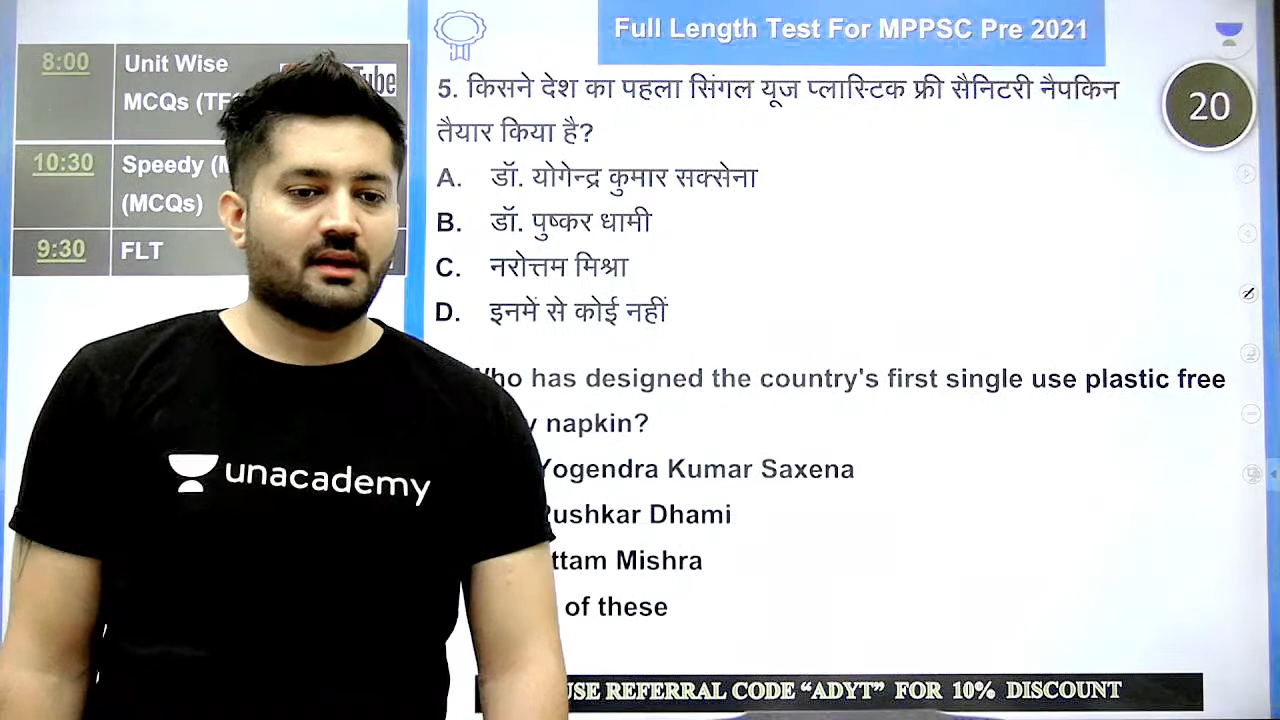 Full Length Test For MPPSC Pre 2021
8:00
Unit Wise
MCQs
10:30
Speedy
(MCQs)
9:30
FLT
20
5. किसने देश का पहला सिंगल यूज प्लास्टिक फ्री सैनिटरी नैपकिन
तैयार किया है?
A. डॉ. योगेन्द्र कुमार सक्सेना
B. डॉ. पुष्कर धामी
C. नरोत्तम मिश्रा
D. इनमें से कोई नहीं
has designed the country's first single use plastic free
napkin?
Yogendra Kumar Saxena
Pushkar Dhami
Mishra
of these
unacademy
USE REFERRAL CODE “ADYT” FOR 10% DISCOUNT